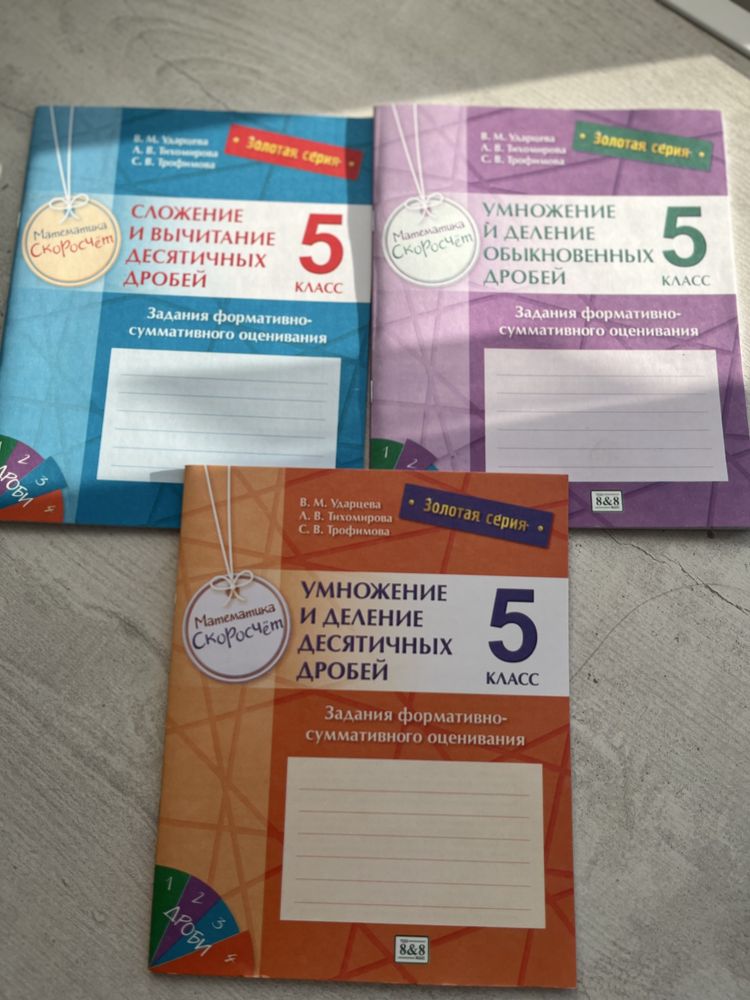 В. М. Ударцева
Л. В. Тихомирова
С. В. Трофимова
Золотая серия
Математика
Скоросчёт
СЛОЖЕНИЕ
И ВЫЧИТАНИЕ
ДЕСЯТИЧНЫХ
ДРОБЕЙ
5
КЛАСС
Задания формативно-
суммативного оценивания
1
2
3
4
ДРОБИ
В. М. Ударцева
Л. В. Тихомирова
С. В. Трофимова
Золотая серия
Математика
Скоросчёт
УМНОЖЕНИЕ
И ДЕЛЕНИЕ
ОБЫКНОВЕННЫХ
ДРОБЕЙ
5
КЛАСС
Задания формативно-
суммативного оценивания
1
2
8&8
В. М. Ударцева
Л. В. Тихомирова
С. В. Трофимова
Золотая серия
Математика
Скоросчёт
УМНОЖЕНИЕ
И ДЕЛЕНИЕ
ДЕСЯТИЧНЫХ
ДРОБЕЙ
5
КЛАСС
Задания формативно-
суммативного оценивания
1
2
3
4
ДРОБИ
8&8